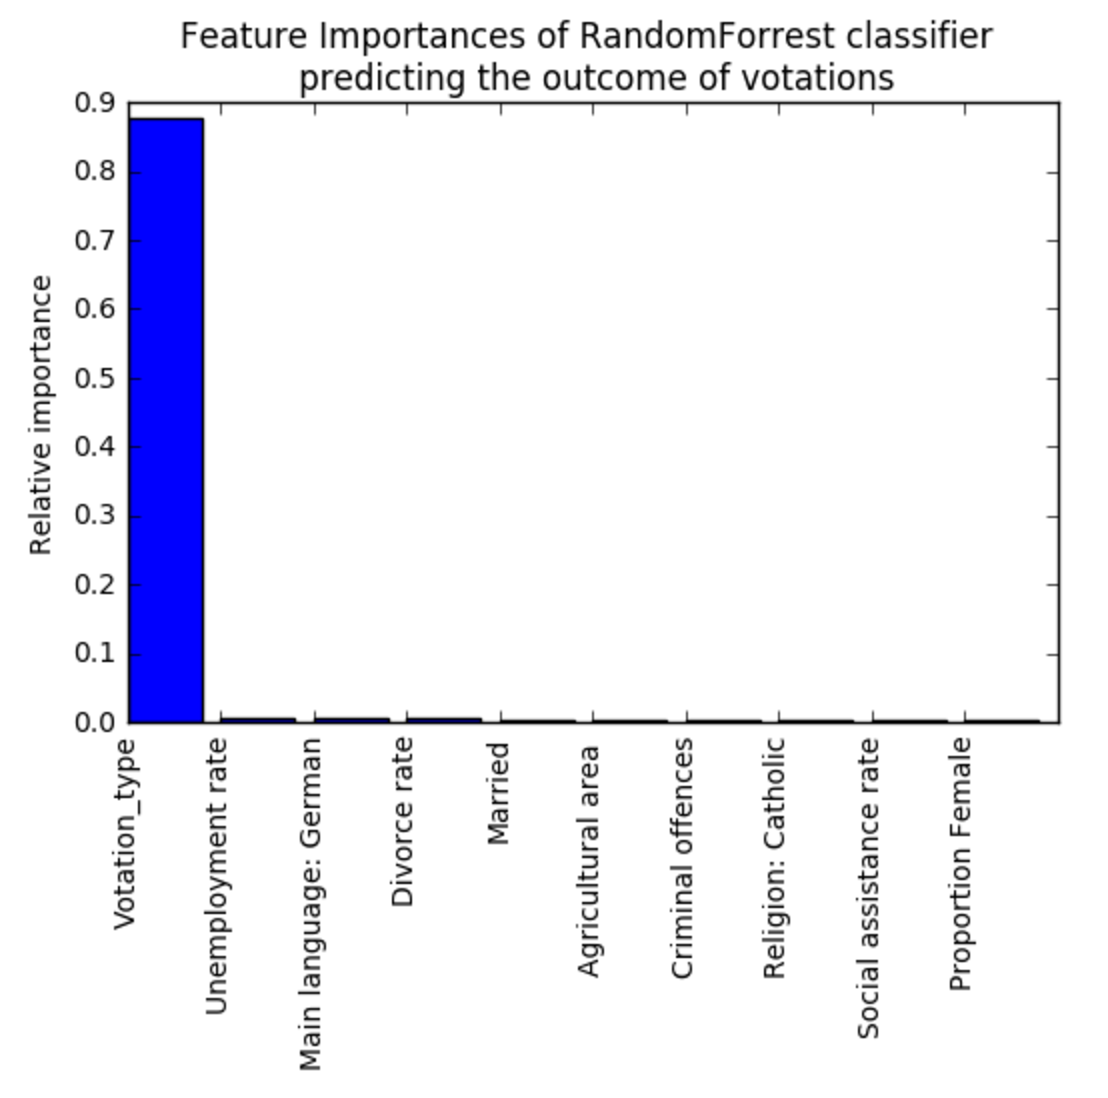 Feature Importances of RandomForrest classifier
predicting the outcome of votations
0.9
0.8
0.7
0.6
0.5
0.4
0.3
0.2
0.1
0.0
Relative importance
Votation_type
Unemployment rate
Main language: German
Divorce rate
Married
Agricultural area
Criminal offences
Religion: Catholic
Social assistance rate
Proportion Female